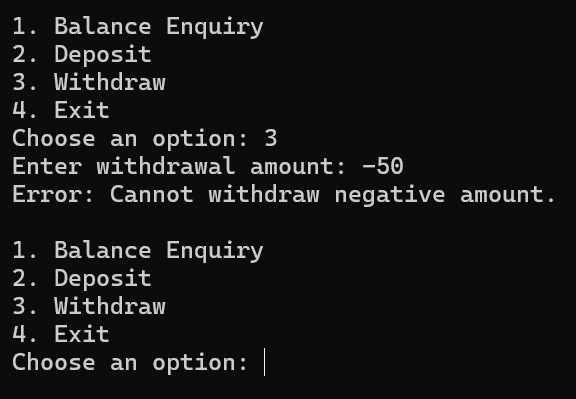 1. Balance Enquiry
2. Deposit
3. Withdraw
4. Exit
Choose an option: 3
Enter withdrawal amount: -50
Error: Cannot withdraw negative amount.
1. Balance Enquiry
2. Deposit
3. Withdraw
4. Exit
Choose an option: